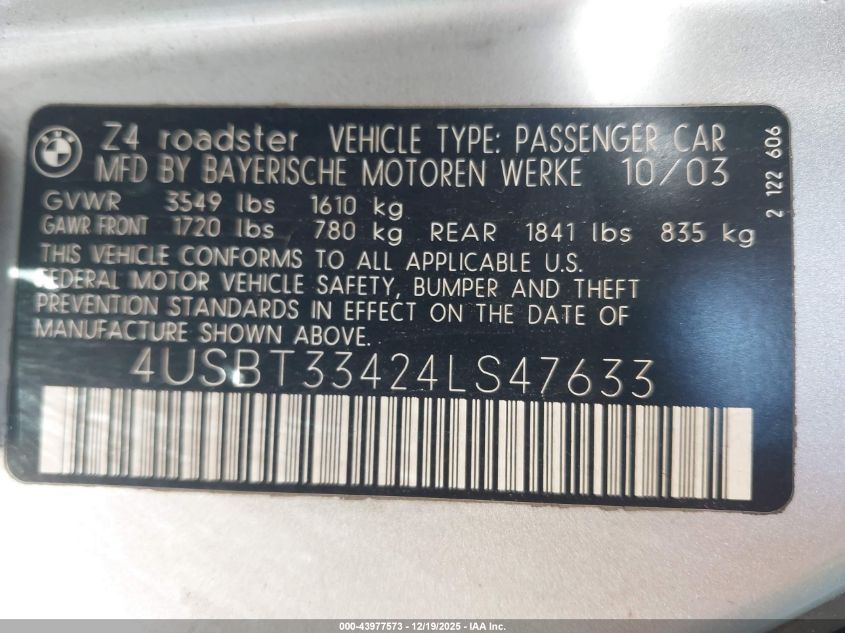 BMW
Z4 roadster VEHICLE TYPE: PASSENGER CAR
MFD BY BAYERISCHE MOTOREN WERKE 10/03
GVWR 3549 lbs 1610 kg
GAWR FRONT 1720 lbs 780 kg REAR 1841 lbs 835 kg
THIS VEHICLE CONFORMS TO ALL APPLICABLE U.S.
FEDERAL MOTOR VEHICLE SAFETY, BUMPER AND THEFT
PREVENTION STANDARDS IN EFFECT ON THE DATE OF
MANUFACTURE SHOWN ABOVE.
4USBT33424LS47633
2 122 606
000-43977573 - 12/19/2025 - IAA Inc.